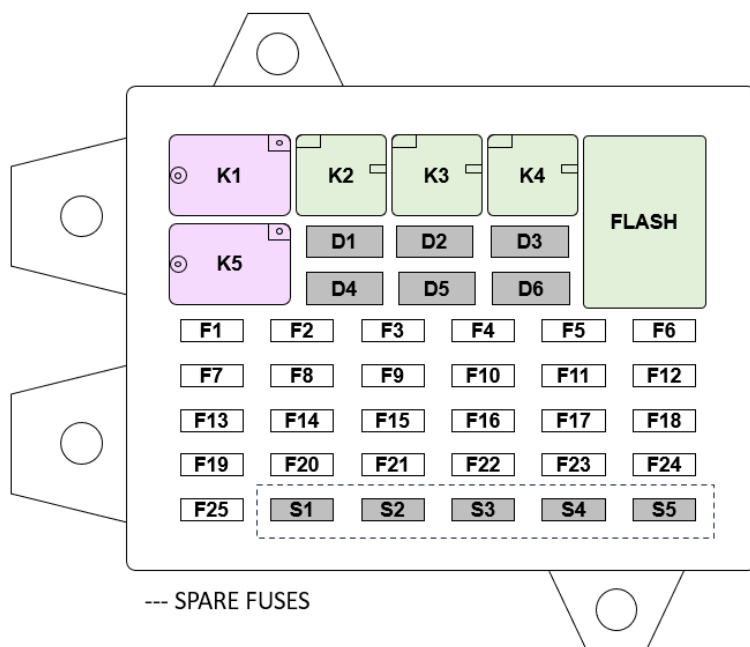 K1 K2 K3 K4 FLASH
D1 D2 D3
K5
D4 D5 D6
F1 F2 F3 F4 F5 F6
F7 F8 F9 F10 F11 F12
F13 F14 F15 F16 F17 F18
F19 F20 F21 F22 F23 F24
F25 S1 S2 S3 S4 S5
--- SPARE FUSES